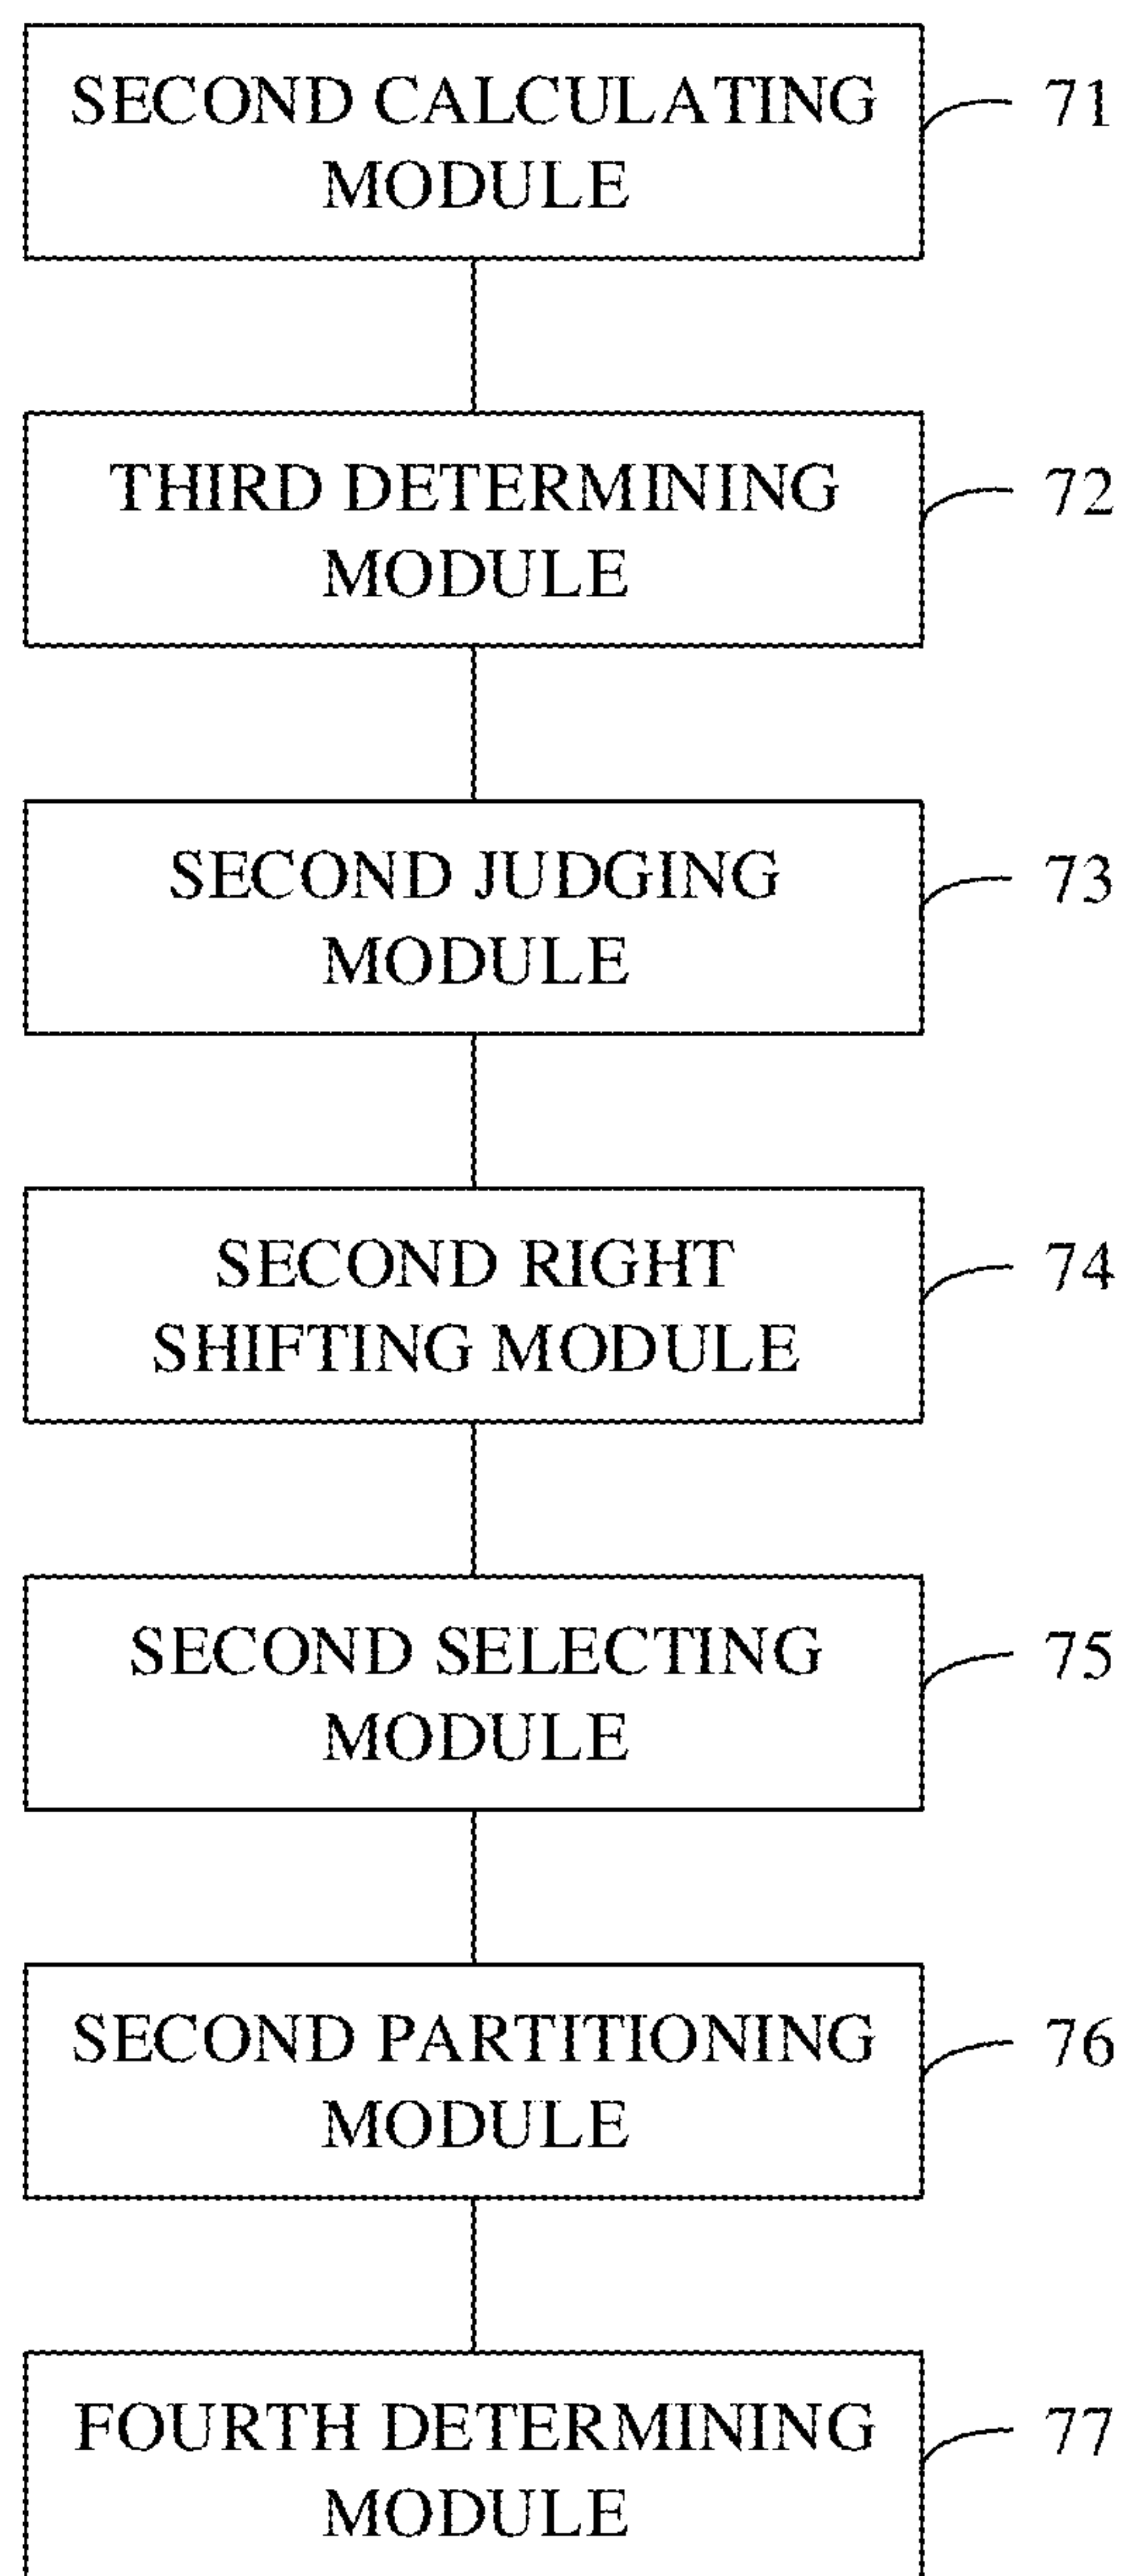 SECOND CALCULATING
MODULE
71
THIRD DETERMINING
MODULE
72
SECOND JUDGING
MODULE
73
SECOND RIGHT
SHIFTING MODULE
74
SECOND SELECTING
MODULE
75
SECOND PARTITIONING
MODULE
76
FOURTH DETERMINING
MODULE
77